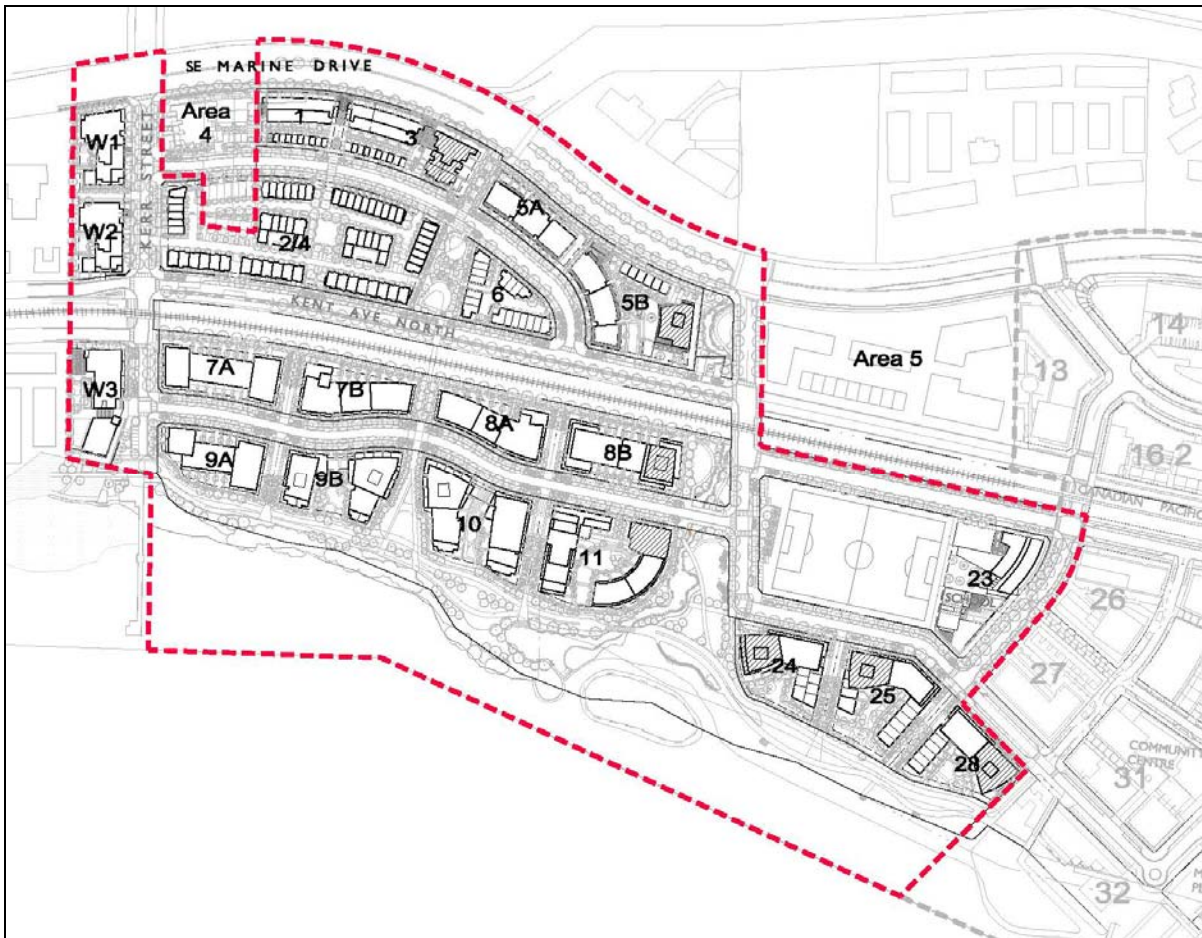 SE MARINE DRIVE
Area
4
1
3
W1
KERR STREET
W2
2/4
5A
5B
6
KENT AVE NORTH
Area 5
13
14
16.2
W3
7A
7B
8A
8B
CANADIAN PACIFIC
9A
9B
10
11
23
SCHOOL
26
27
24
25
28
COMMUNITY
CENTRE
31
32